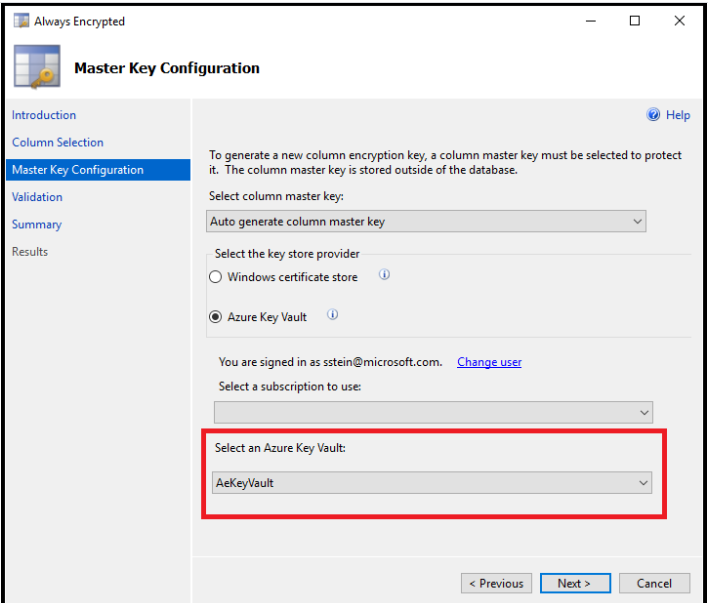 Always Encrypted
Master Key Configuration
Introduction
Column Selection
Master Key Configuration
Validation
Summary
Results
Help
To generate a new column encryption key, a column master key must be selected to protect
it. The column master key is stored outside of the database.
Select column master key:
Auto generate column master key
Select the key store provider
Windows certificate store
Azure Key Vault
You are signed in as sstein@microsoft.com. Change user
Select a subscription to use:
Select an Azure Key Vault:
AeKeyVault
< Previous Next > Cancel